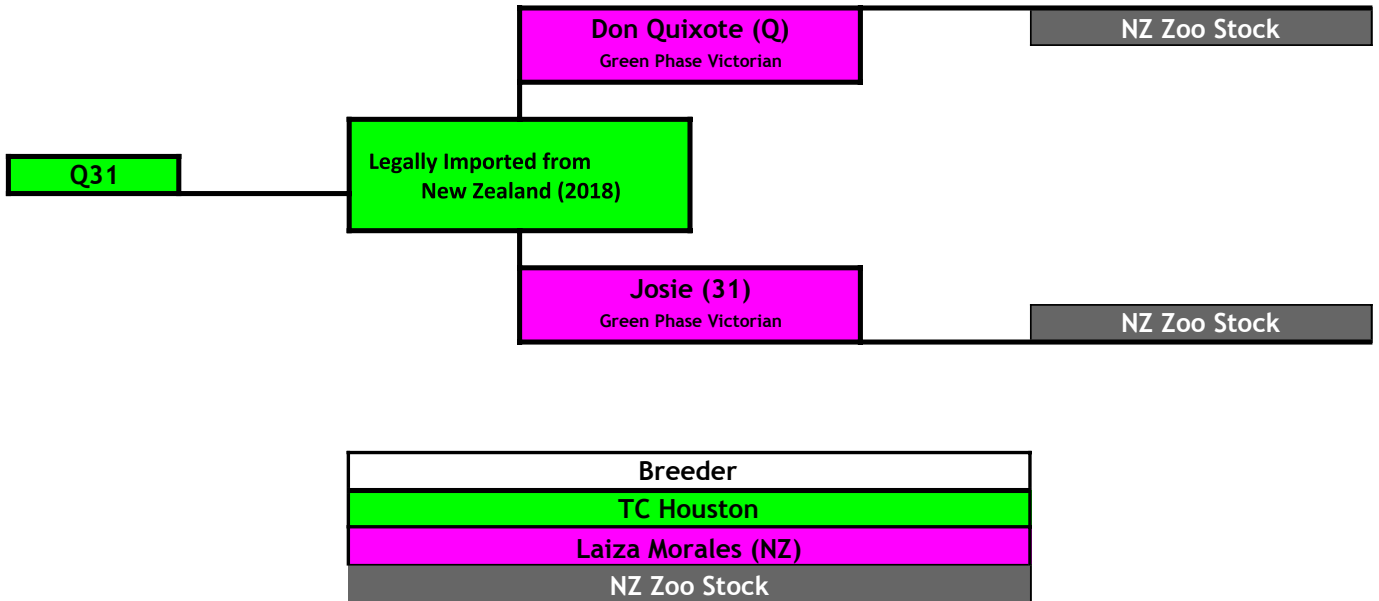 Don Quixote (Q)
Green Phase Victorian
NZ Zoo Stock
Legally Imported from
New Zealand (2018)
Q31
Josie (31)
Green Phase Victorian
NZ Zoo Stock
Breeder
TC Houston
Laiza Morales (NZ)
NZ Zoo Stock